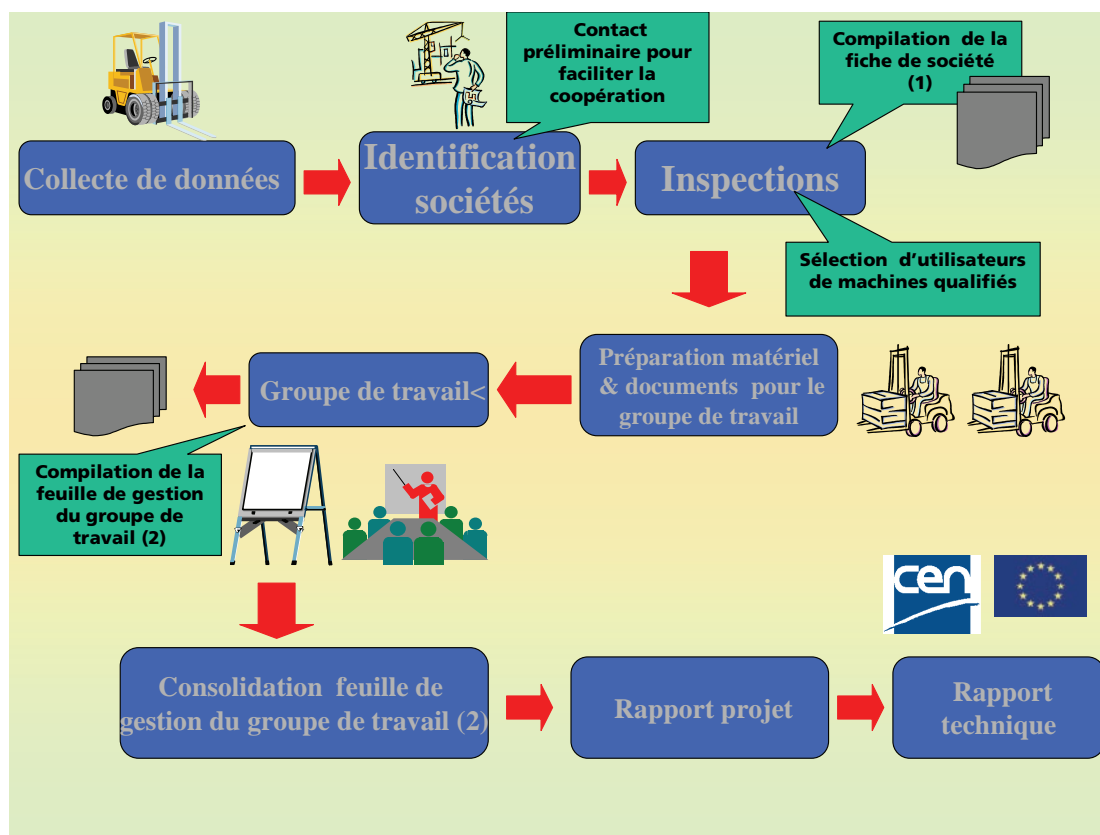 Contact
préliminaire pour
faciliter la
coopération
Compilation de la
fiche de société
(1)
Collecte de données
Identification
sociétés
Inspections
Sélection d’utilisateurs
de machines qualifiés
Préparation matériel
& documents pour le
groupe de travail
Groupe de travail<
Compilation de la
feuille de gestion
du groupe de
travail (2)
cen
Consolidation feuille de
gestion du groupe de travail (2)
Rapport projet
Rapport
technique